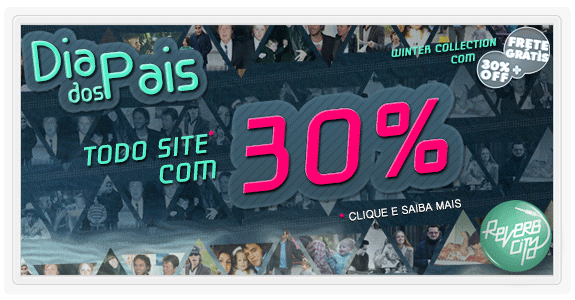 Dia
dos Pais
WINTER COLLECTION
COM
FRETE
GRÁTIS
30% +
OFF
TODO SITE*
COM
30%
* CLIQUE E SAIBA MAIS
Reverb
City